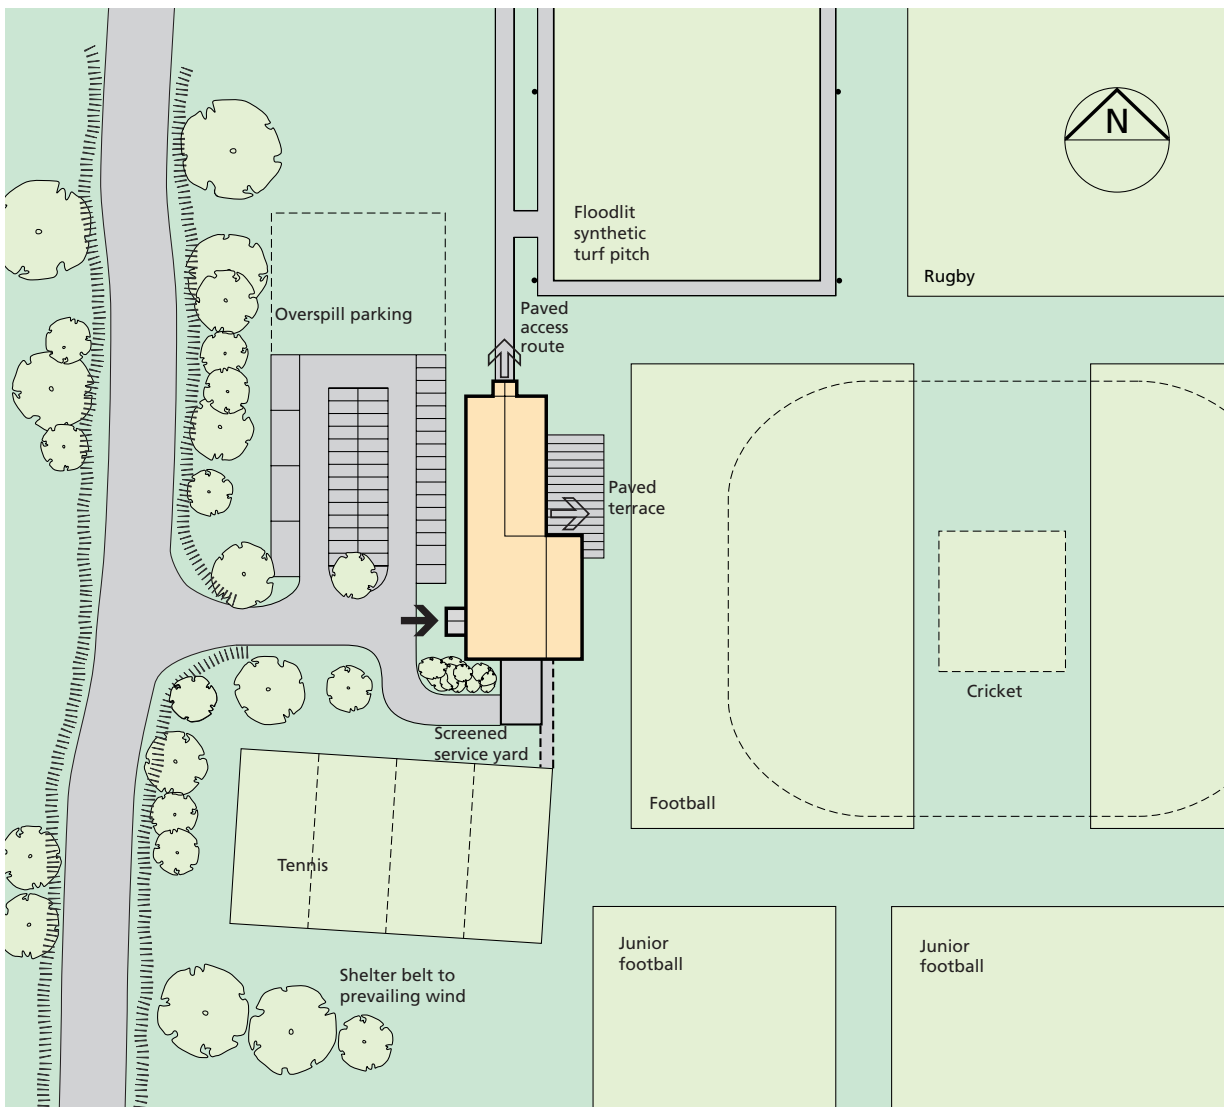 N
Floodlit
synthetic
turf pitch
Rugby
Overspill parking
Paved
access
route
Paved
terrace
Cricket
Screened
service yard
Football
Tennis
Junior
football
Junior
football
Shelter belt to
prevailing wind